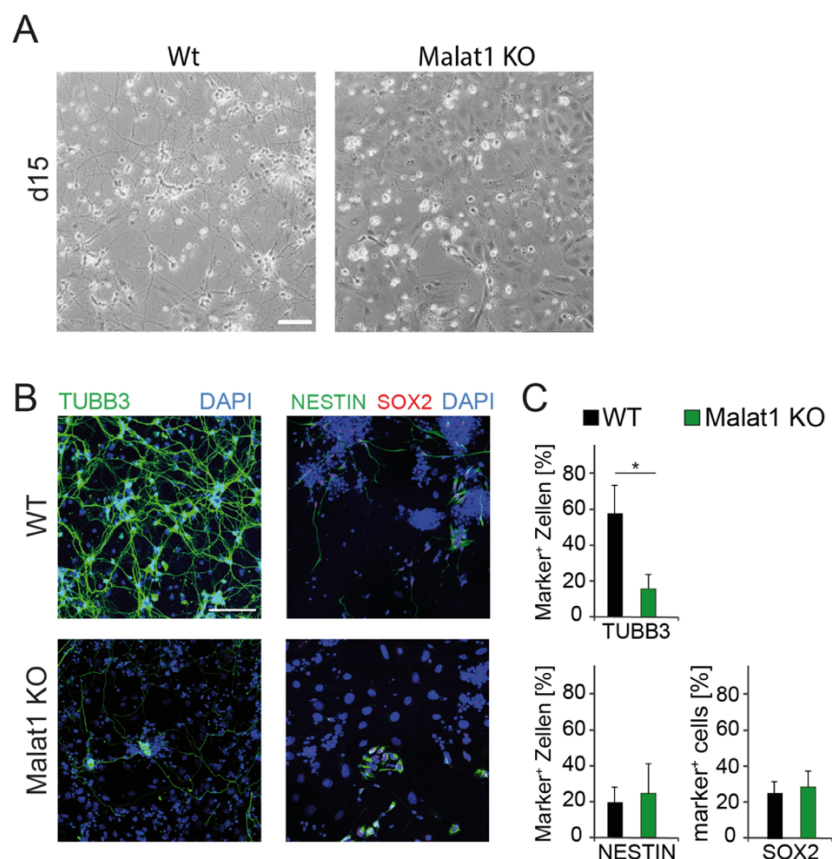 A
Wt
Malat1 KO
d15
B
TUBB3 DAPI
NESTIN SOX2 DAPI
WT
Malat1 KO
C
WT
Malat1 KO
Marker⁺ Zellen [%]
80
60
40
20
0
*
TUBB3
Marker⁺ Zellen [%]
80
60
40
20
0
NESTIN
marker⁺ cells [%]
80
60
40
20
0
SOX2